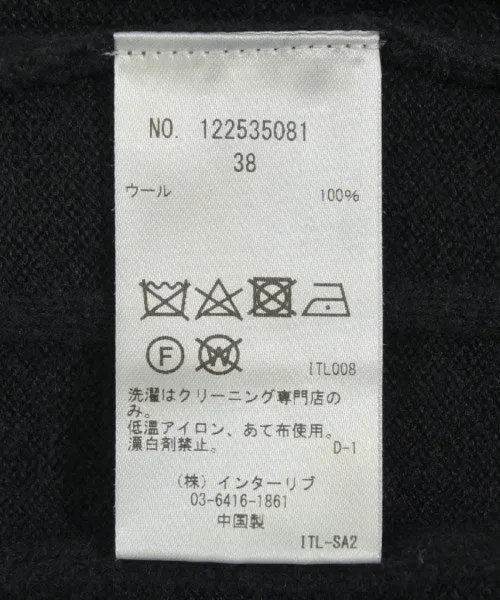 NO. 122535081
38
ウール 100%
F W
ITL008
洗濯はクリーニング専門店の
み。
低温アイロン、あて布使用。
漂白剤禁止。 D-1
(株) インターリブ
03-6416-1861
中国製
ITL-SA2